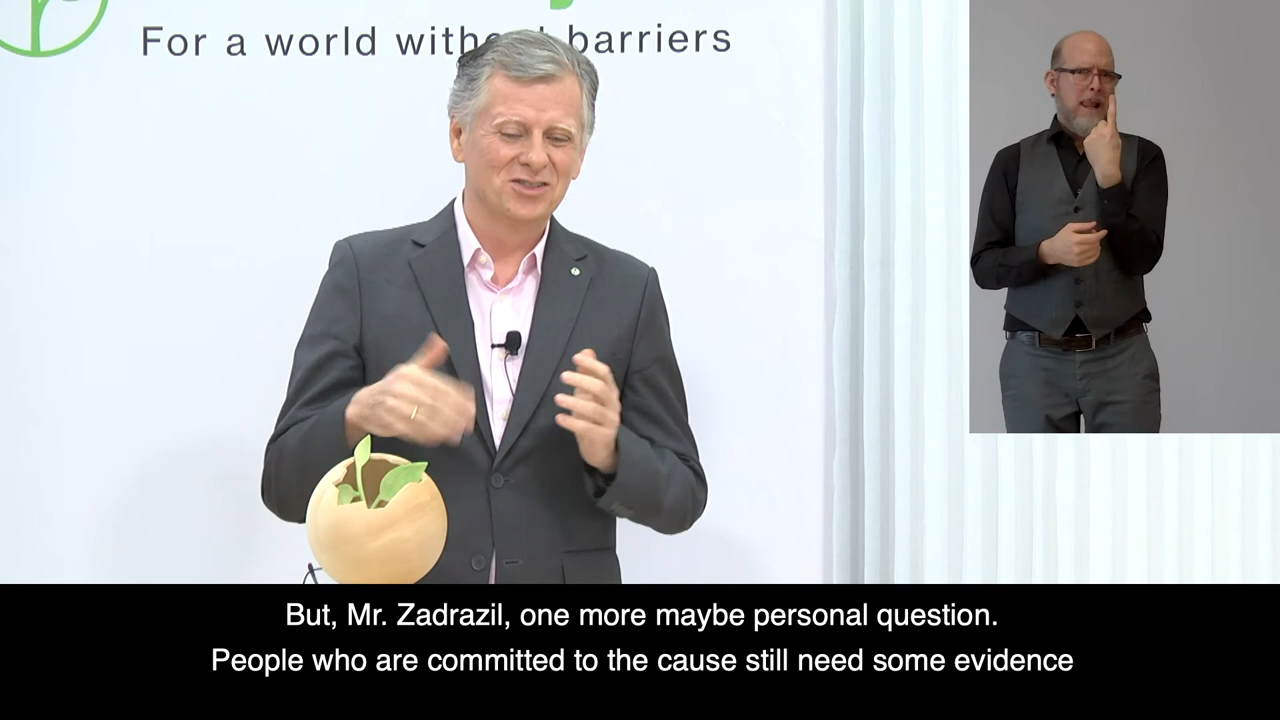 For a world without barriers
But, Mr. Zadrazil, one more maybe personal question.
People who are committed to the cause still need some evidence